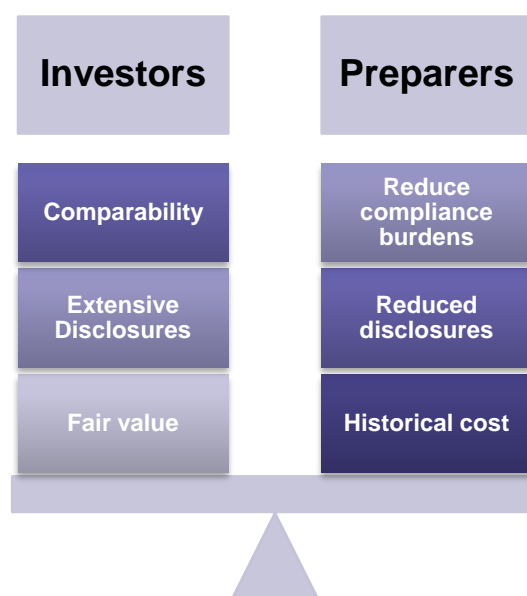 Investors
Preparers
Comparability
Reduce
compliance
burdens
Extensive
Disclosures
Reduced
disclosures
Fair value
Historical cost